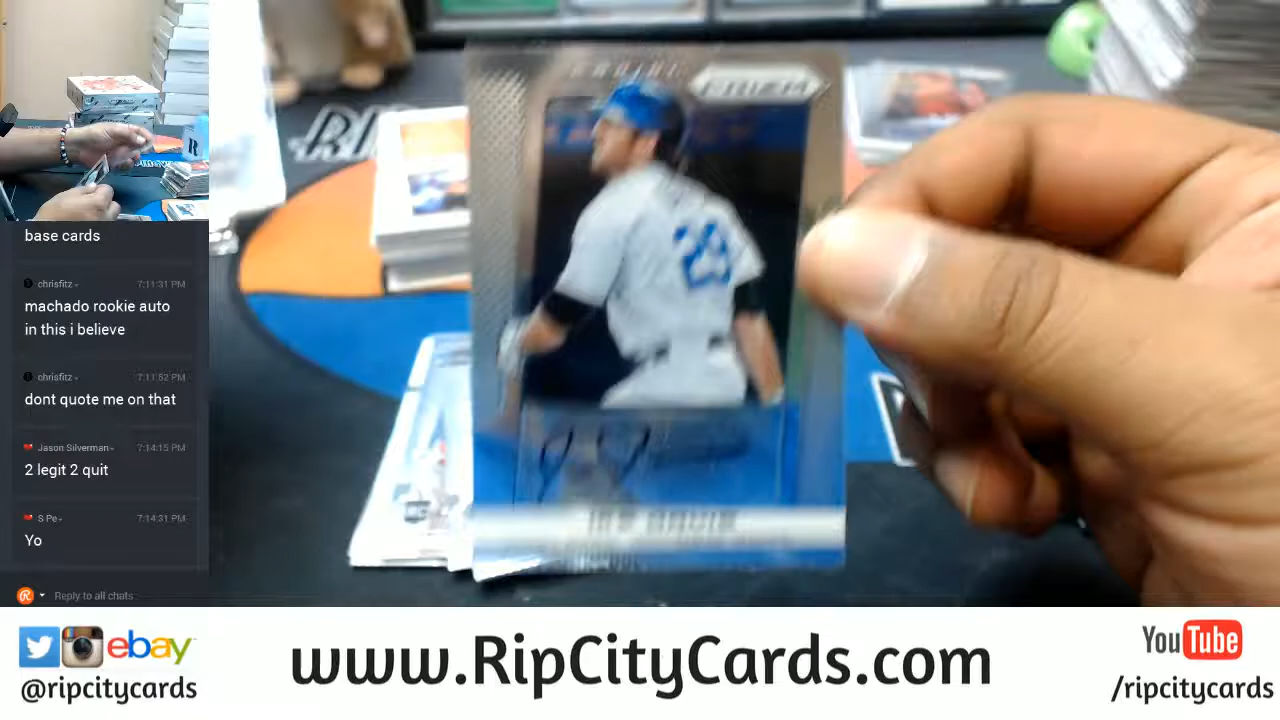 base cards
chrisfitz
7:11:31 PM
machado rookie auto
in this i believe
chrisfitz
7:11:52 PM
dont quote me on that
Jason Silverman
7:14:15 PM
2 legit 2 quit
S Pe
7:14:31 PM
Yo
Reply to all chats
PRIZM
29
R
ebay
@ripcitycards
www.RipCityCards.com
YouTube
/ripcitycards